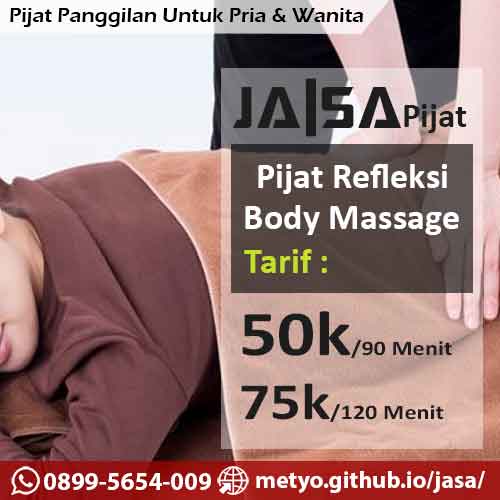 Pijat Panggilan Untuk Pria & Wanita
JA|SA Pijat
Pijat Refleksi
Body Massage
Tarif :
50k/90 Menit
75k/120 Menit
0899-5654-009 metyo.github.io/jasa/